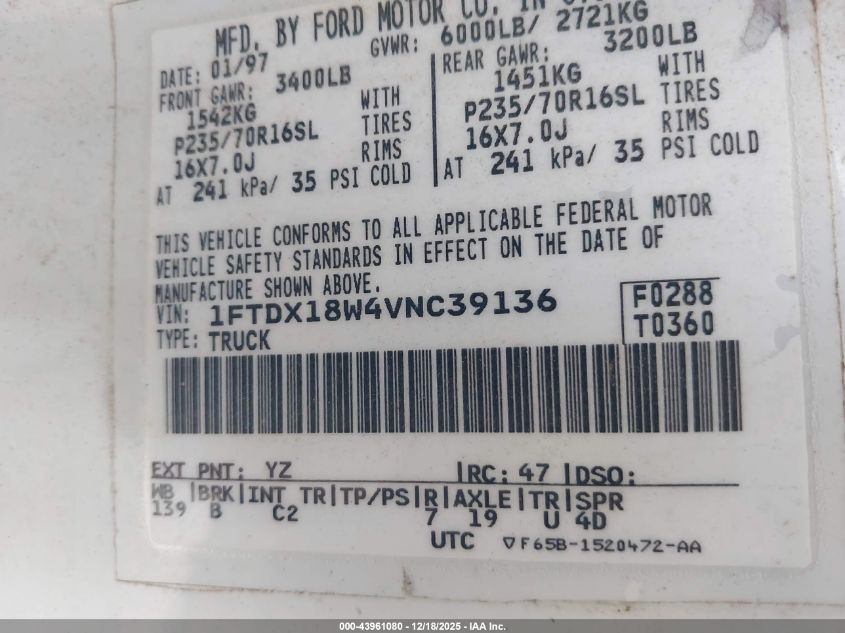 MFD. BY FORD MOTOR CO. IN
GVWR: 6000LB/ 2721KG
DATE: 01/97
FRONT GAWR: 3400LB
1542KG WITH
P235/70R16SL TIRES
16X7.0J RIMS
AT 241 kPa/ 35 PSI COLD
REAR GAWR: 3200LB
1451KG WITH
P235/70R16SL TIRES
16X7.0J RIMS
AT 241 kPa/ 35 PSI COLD
THIS VEHICLE CONFORMS TO ALL APPLICABLE FEDERAL MOTOR
VEHICLE SAFETY STANDARDS IN EFFECT ON THE DATE OF
MANUFACTURE SHOWN ABOVE.
VIN: 1FTDX18W4VNC39136
F0288
TYPE: TRUCK
T0360
EXT PNT: YZ |RC: 47 |DSO:
WB |BRK|INT TR|TP/PS|R|AXLE|TR|SPR
139 B C2 7 19 U 4D
UTC ▽F65B-1520472-AA
000-43961080 - 12/18/2025 - IAA Inc.